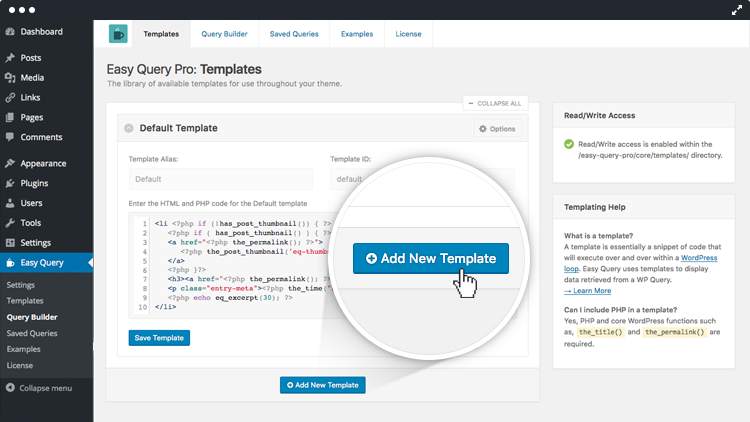 Dashboard
Posts
Media
Links
Pages
Comments
Appearance
Plugins
Users
Tools
Settings
Easy Query
Settings
Templates
Query Builder
Saved Queries
Examples
License
Collapse menu
Templates
Query Builder
Saved Queries
Examples
License
Easy Query Pro: Templates
The library of available templates for use throughout your theme.
COLLAPSE ALL
Default Template
Options
Template Alias:
Template ID:
Default
default
Enter the HTML and PHP code for the Default template
1 <li <?php if (!has_post_thumbnail()) { ?>
2 <?php if ( has_post_thumbnail() ) { ?>
3 <a href="<?php the_permalink(); ?>">
4 <?php the_post_thumbnail('eq-thumb
5 </a>
6 <?php }?>
7 <h3><a href="<?php the_permalink(); ?>
8 <p class="entry-meta"><?php the_time("
9 <?php echo eq_excerpt(30); ?>
10 </li>
Save Template
Add New Template
Add New Template
Read/Write Access
Read/Write access is enabled within the
/easy-query-pro/core/templates/ directory.
Templating Help
What is a template?
A template is essentially a snippet of code that
will execute over and over within a WordPress
loop. Easy Query uses templates to display
data retrieved from a WP Query.
→ Learn More
Can I include PHP in a template?
Yes, PHP and core WordPress functions such
as, the_title() and the_permalink() are
required.